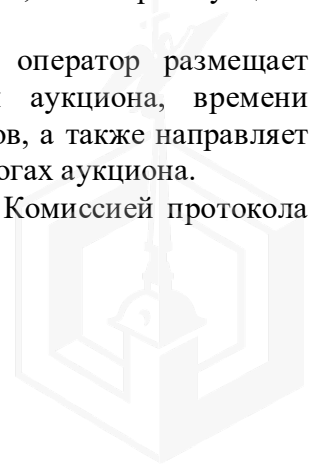 оператор размещает
аукциона, времени
ов, а также направляет
огах аукциона.
Комиссией протокола